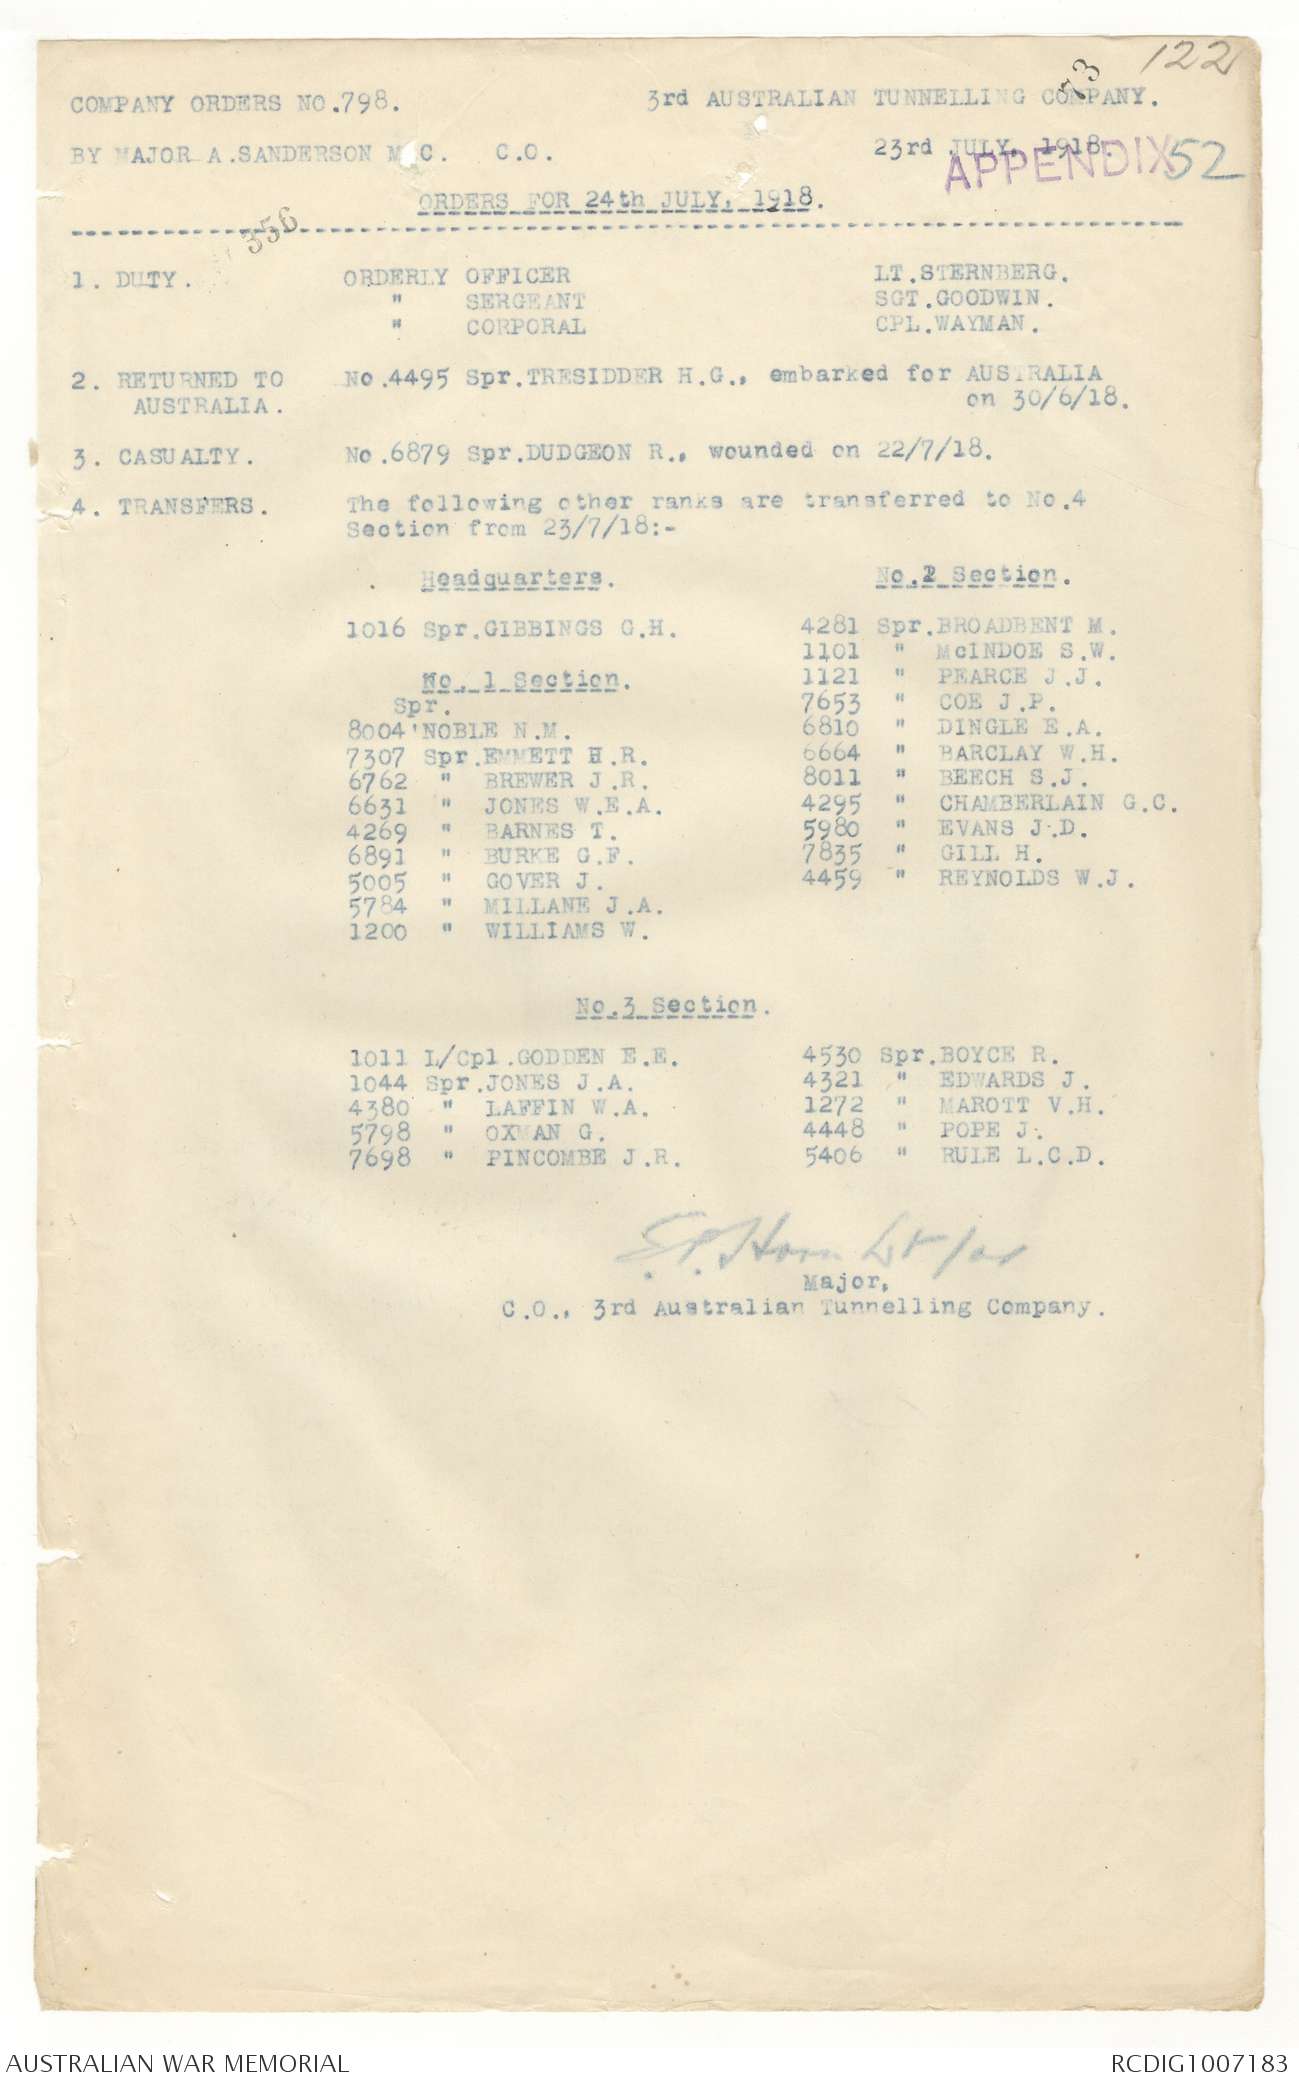 122
73
COMPANY ORDERS NO.798. 3rd AUSTRALIAN TUNNELLING COMPANY.
BY MAJOR A.SANDERSON M.C. C.O. 23rd JULY, 1918.
APPENDIX 52
ORDERS FOR 24th JULY, 1918.
356
1. DUTY. ORDERLY OFFICER LT.STERNBERG.
" SERGEANT SGT.GOODWIN.
" CORPORAL CPL.WAYMAN.
2. RETURNED TO No.4495 Spr.TRESIDDER H.G., embarked for AUSTRALIA
AUSTRALIA. on 30/6/18.
3. CASUALTY. No.6879 Spr.DUDGEON R., wounded on 22/7/18.
4. TRANSFERS. The following other ranks are transferred to No.4
Section from 23/7/18:-
Headquarters. No.2 Section.
1016 Spr.GIBBINGS G.H. 4281 Spr.BROADBENT M.
1101 " McINDOE S.W.
No. 1 Section. 1121 " PEARCE J.J.
Spr. 7653 " COE J.P.
8004'NOBLE N.M. 6810 " DINGLE E.A.
7307 Spr.EMMETT H.R. 6664 " BARCLAY W.H.
6762 " BREWER J.R. 8011 " BEECH S.J.
6631 " JONES W.E.A. 4295 " CHAMBERLAIN G.C.
4269 " BARNES T. 5980 " EVANS J.D.
6891 " BURKE G.F. 7835 " GILL H.
5005 " GOVER J. 4459 " REYNOLDS W.J.
5784 " MILLANE J.A.
1200 " WILLIAMS W.
No.3 Section.
1011 L/Cpl.GODDEN E.E. 4530 Spr.BOYCE R.
1044 Spr.JONES J.A. 4321 " EDWARDS J.
4380 " LAFFIN W.A. 1272 " MAROTT V.H.
5798 " OXMAN G. 4448 " POPE J.
7698 " PINCOMBE J.R. 5406 " RULE L.C.D.
Horn Lt for
Major,
C.O., 3rd Australian Tunnelling Company.
AUSTRALIAN WAR MEMORIAL RCDIG1007183